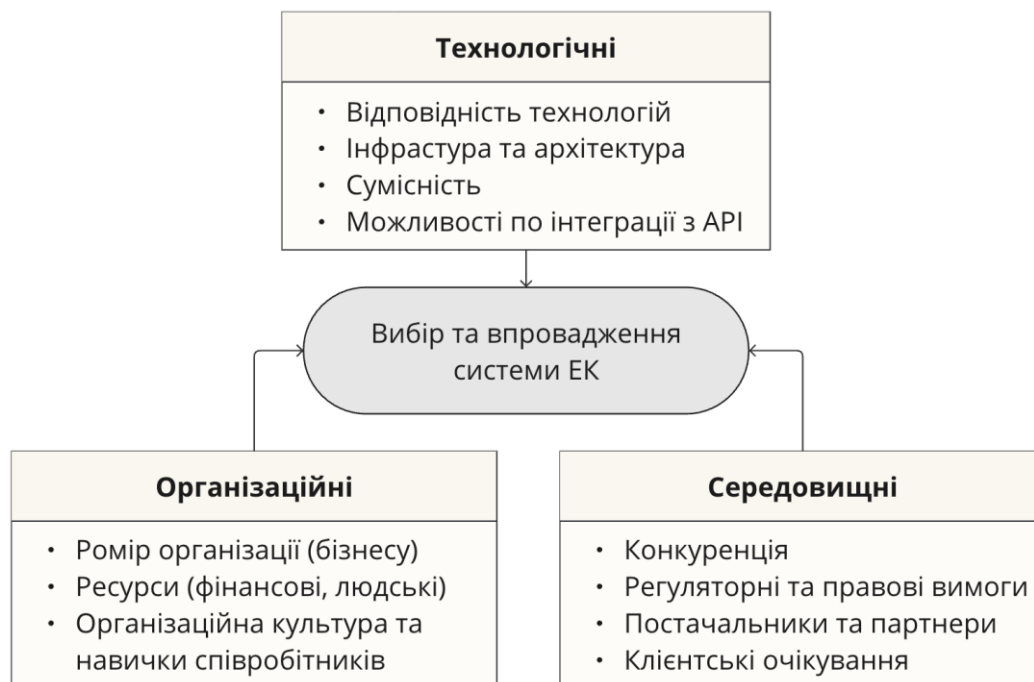 Технологічні
• Відповідність технологій
• Інфрастура та архітектура
• Сумісність
• Можливості по інтеграції з API
Вибір та впровадження
системи ЕК
Організаційні
• Ромір організації (бізнесу)
• Ресурси (фінансові, людські)
• Організаційна культура та
навички співробітників
Середовищні
• Конкуренція
• Регуляторні та правові вимоги
• Постачальники та партнери
• Клієнтські очікування